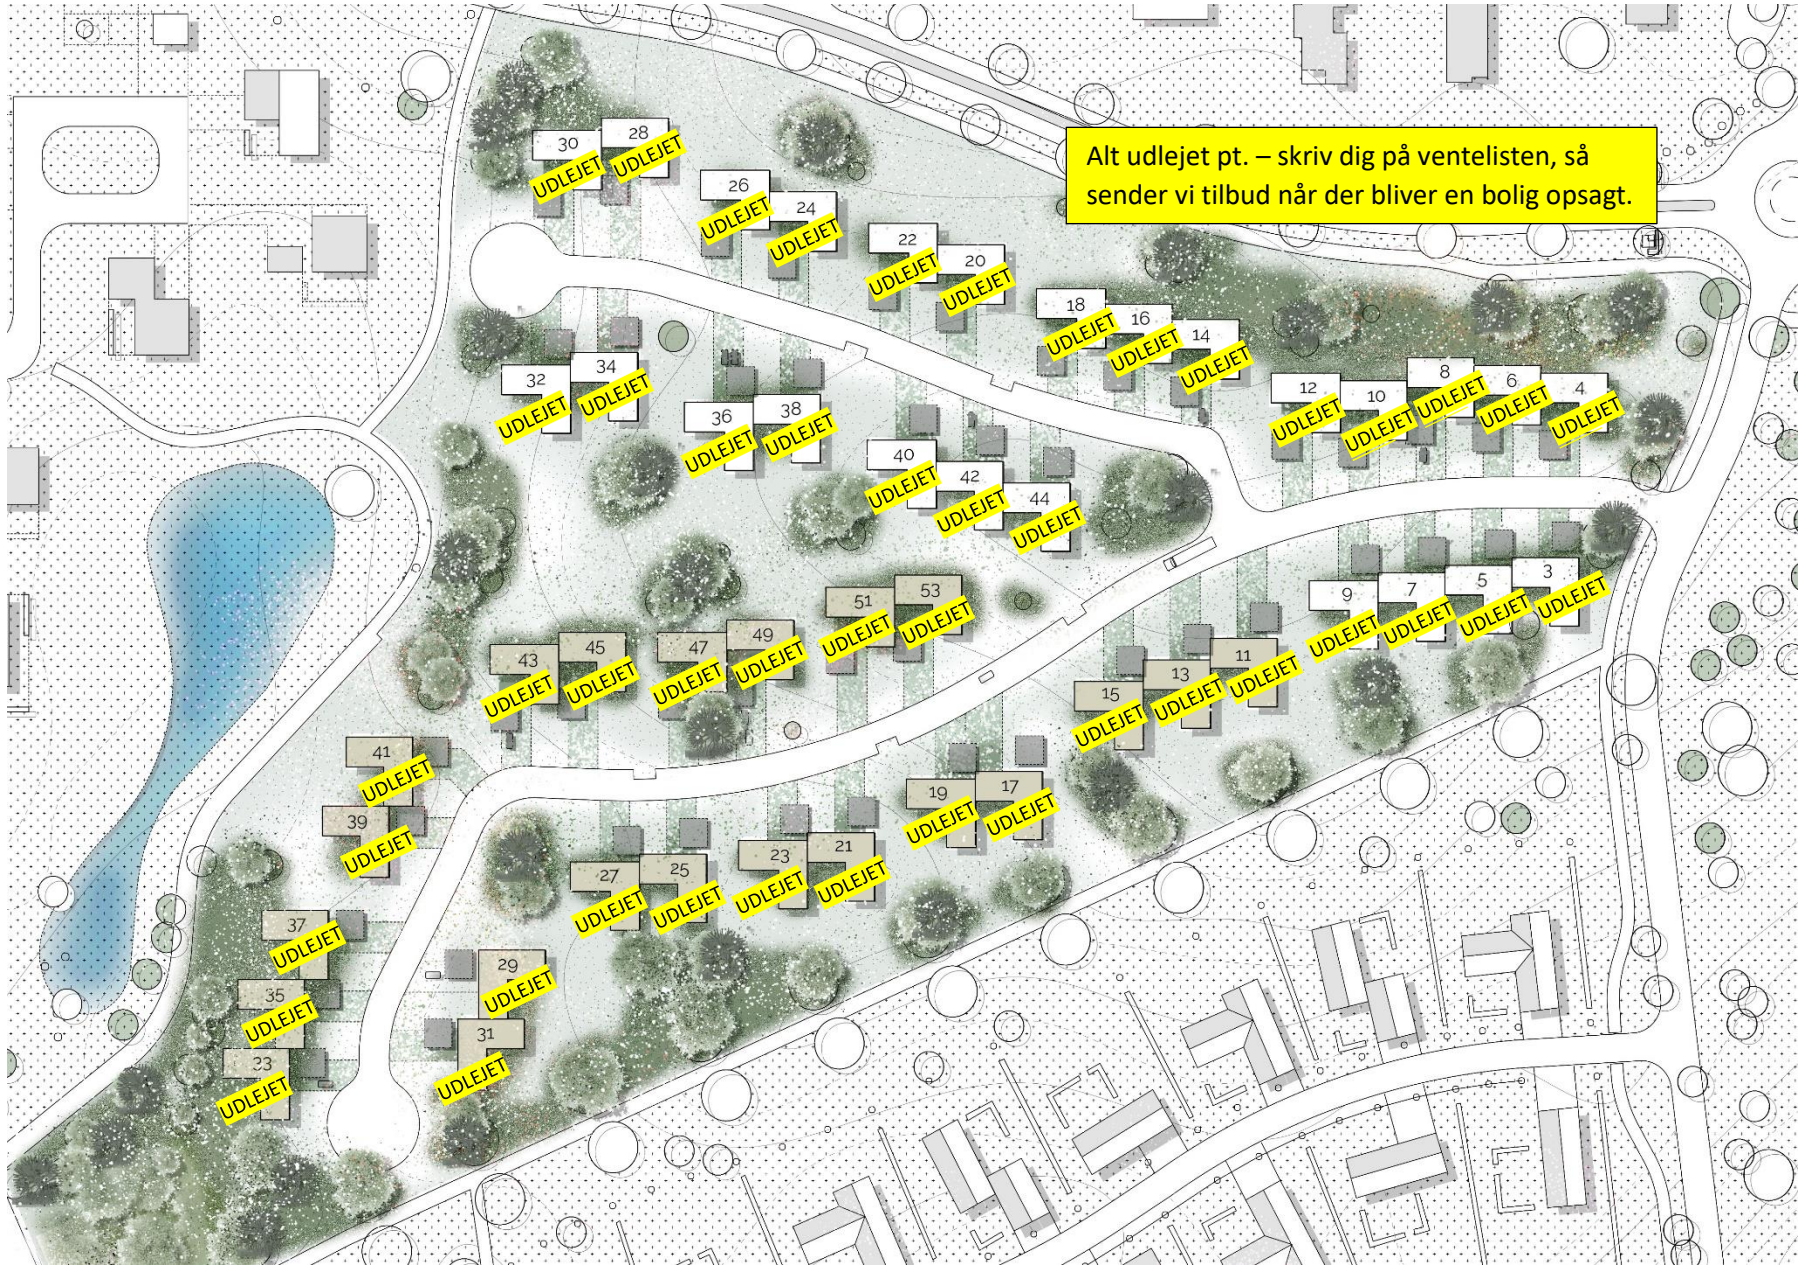 30
UDLEJET
28
UDLEJET
Alt udlejet pt. – skriv dig på ventelisten, så
sender vi tilbud når der bliver en bolig opsagt.
26
UDLEJET
24
UDLEJET
22
UDLEJET
20
UDLEJET
18
UDLEJET
16
UDLEJET
14
UDLEJET
12
UDLEJET
10
UDLEJET
8
UDLEJET
6
UDLEJET
4
UDLEJET
32
UDLEJET
34
UDLEJET
36
UDLEJET
38
UDLEJET
40
UDLEJET
42
UDLEJET
44
UDLEJET
9
UDLEJET
7
UDLEJET
5
UDLEJET
3
UDLEJET
43
UDLEJET
45
UDLEJET
47
UDLEJET
49
UDLEJET
51
UDLEJET
53
UDLEJET
15
UDLEJET
13
UDLEJET
11
UDLEJET
41
UDLEJET
39
UDLEJET
19
UDLEJET
17
UDLEJET
27
UDLEJET
25
UDLEJET
23
UDLEJET
21
UDLEJET
37
UDLEJET
35
UDLEJET
33
UDLEJET
29
UDLEJET
31
UDLEJET